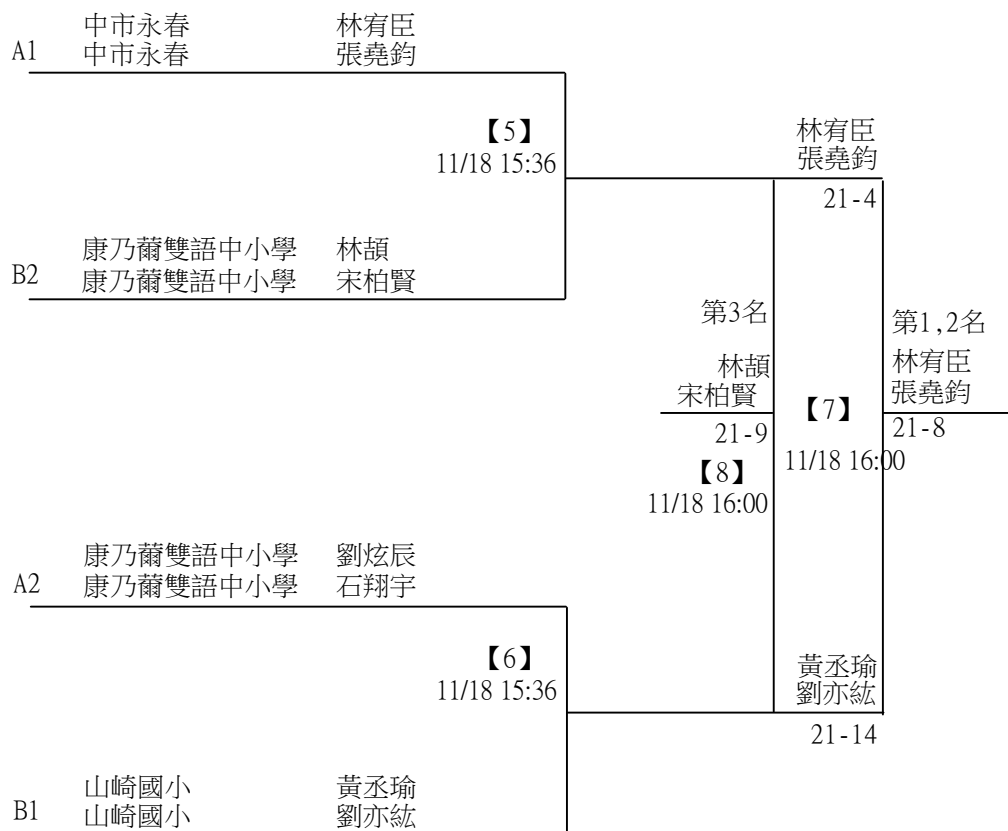 中市永春 林宥臣
A1 中市永春 張堯鈞
【5】
11/18 15:36
林宥臣
張堯鈞
21-4
康乃薾雙語中小學 林頡
B2 康乃薾雙語中小學 宋柏賢
第3名
第1,2名
林頡
宋柏賢
21-9
【8】
11/18 16:00
【7】
11/18 16:00
林宥臣
張堯鈞
21-8
康乃薾雙語中小學 劉炫辰
A2 康乃薾雙語中小學 石翔宇
【6】
11/18 15:36
黃丞瑜
劉亦紘
21-14
山崎國小 黃丞瑜
B1 山崎國小 劉亦紘